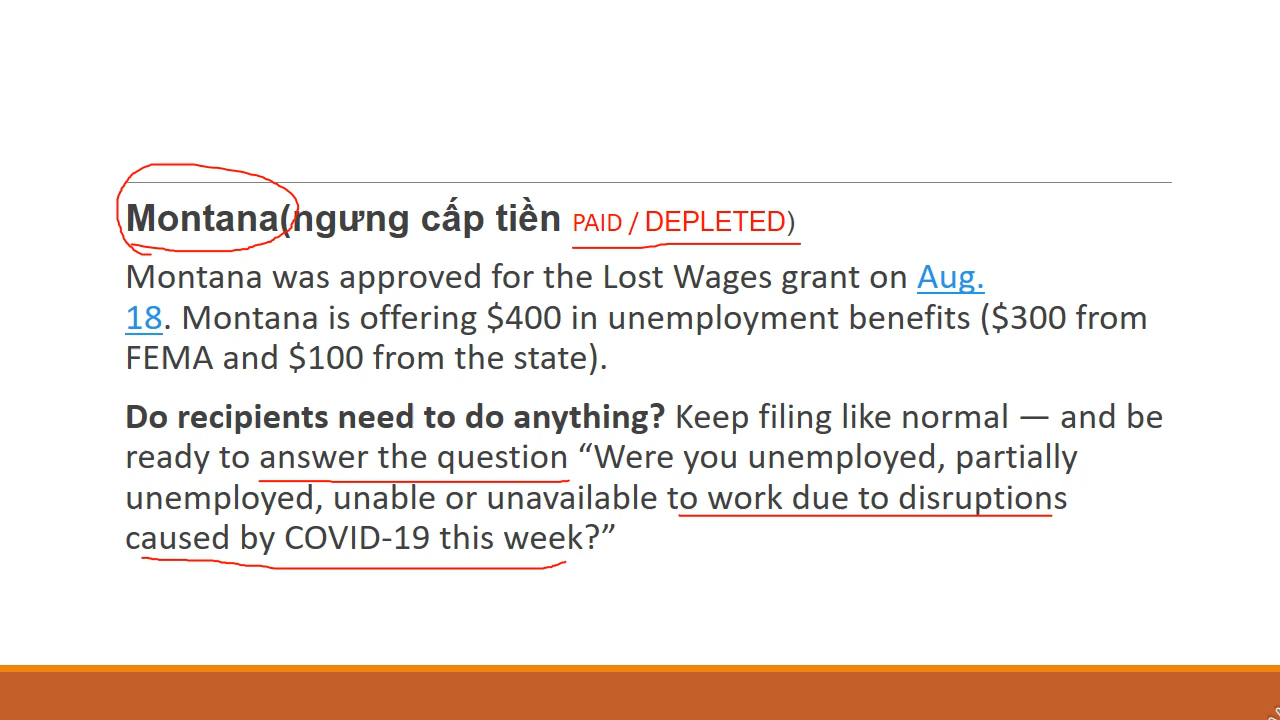 Montana(ngưng cấp tiền PAID / DEPLETED)
Montana was approved for the Lost Wages grant on Aug.
18. Montana is offering $400 in unemployment benefits ($300 from
FEMA and $100 from the state).
Do recipients need to do anything? Keep filing like normal — and be
ready to answer the question “Were you unemployed, partially
unemployed, unable or unavailable to work due to disruptions
caused by COVID-19 this week?”